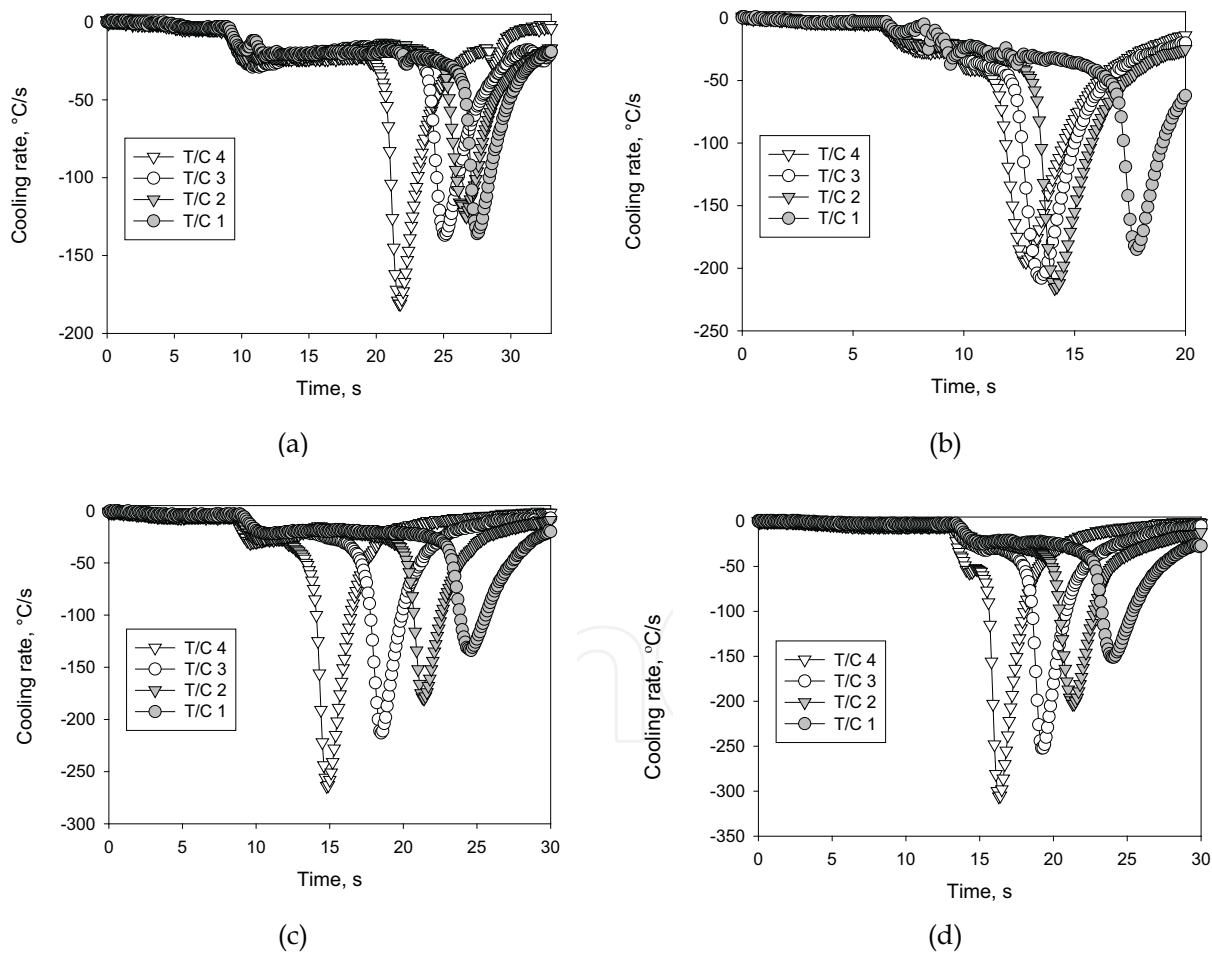 0
-50
-100
-150
-200
Cooling rate, °C/s
T/C 4
T/C 3
T/C 2
T/C 1
0 5 10 15 20 25 30
Time, s
(a)
0
-50
-100
-150
-200
-250
Cooling rate, °C/s
T/C 4
T/C 3
T/C 2
T/C 1
0 5 10 15 20
Time, s
(b)
0
-50
-100
-150
-200
-250
-300
Cooling rate, °C/s
T/C 4
T/C 3
T/C 2
T/C 1
0 5 10 15 20 25 30
Time, s
(c)
0
-50
-100
-150
-200
-250
-300
-350
Cooling rate, °C/s
T/C 4
T/C 3
T/C 2
T/C 1
0 5 10 15 20 25 30
Time, s
(d)